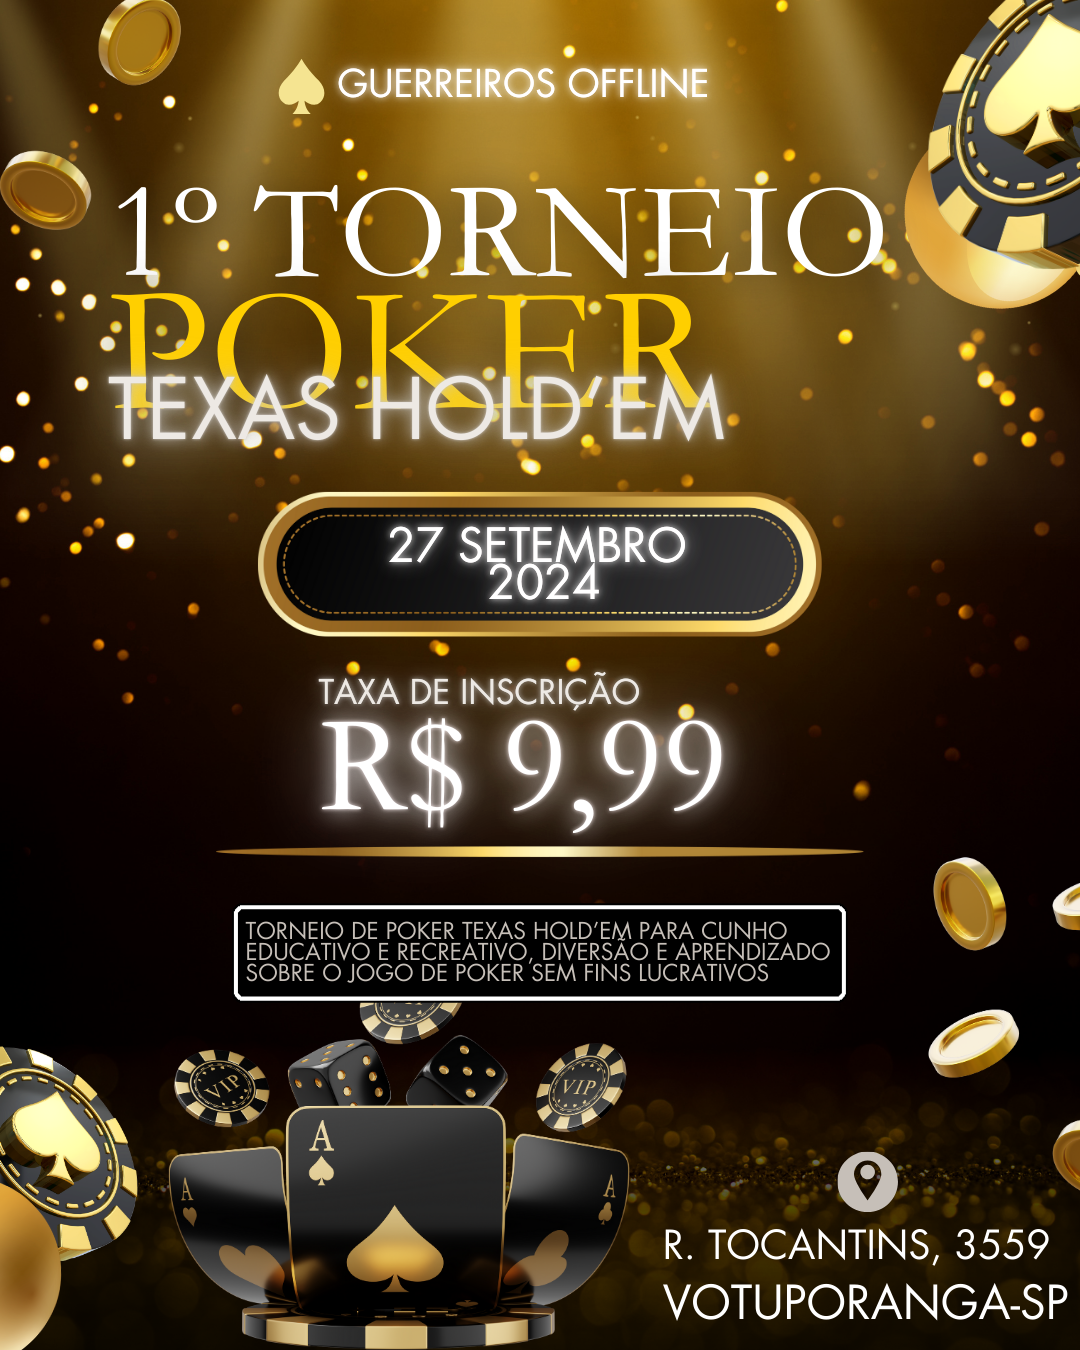 GUERREIROS OFFLINE
1º TORNEIO
POKER
TEXAS HOLD'EM
27 SETEMBRO
2024
TAXA DE INSCRIÇÃO
R$ 9,99
TORNEIO DE POKER TEXAS HOLD'EM PARA CUNHO
EDUCATIVO E RECREATIVO, DIVERSÃO E APRENDIZADO
SOBRE O JOGO DE POKER SEM FINS LUCRATIVOS
VIP
VIP
A
A
A
R. TOCANTINS, 3559
VOTUPORANGA-SP